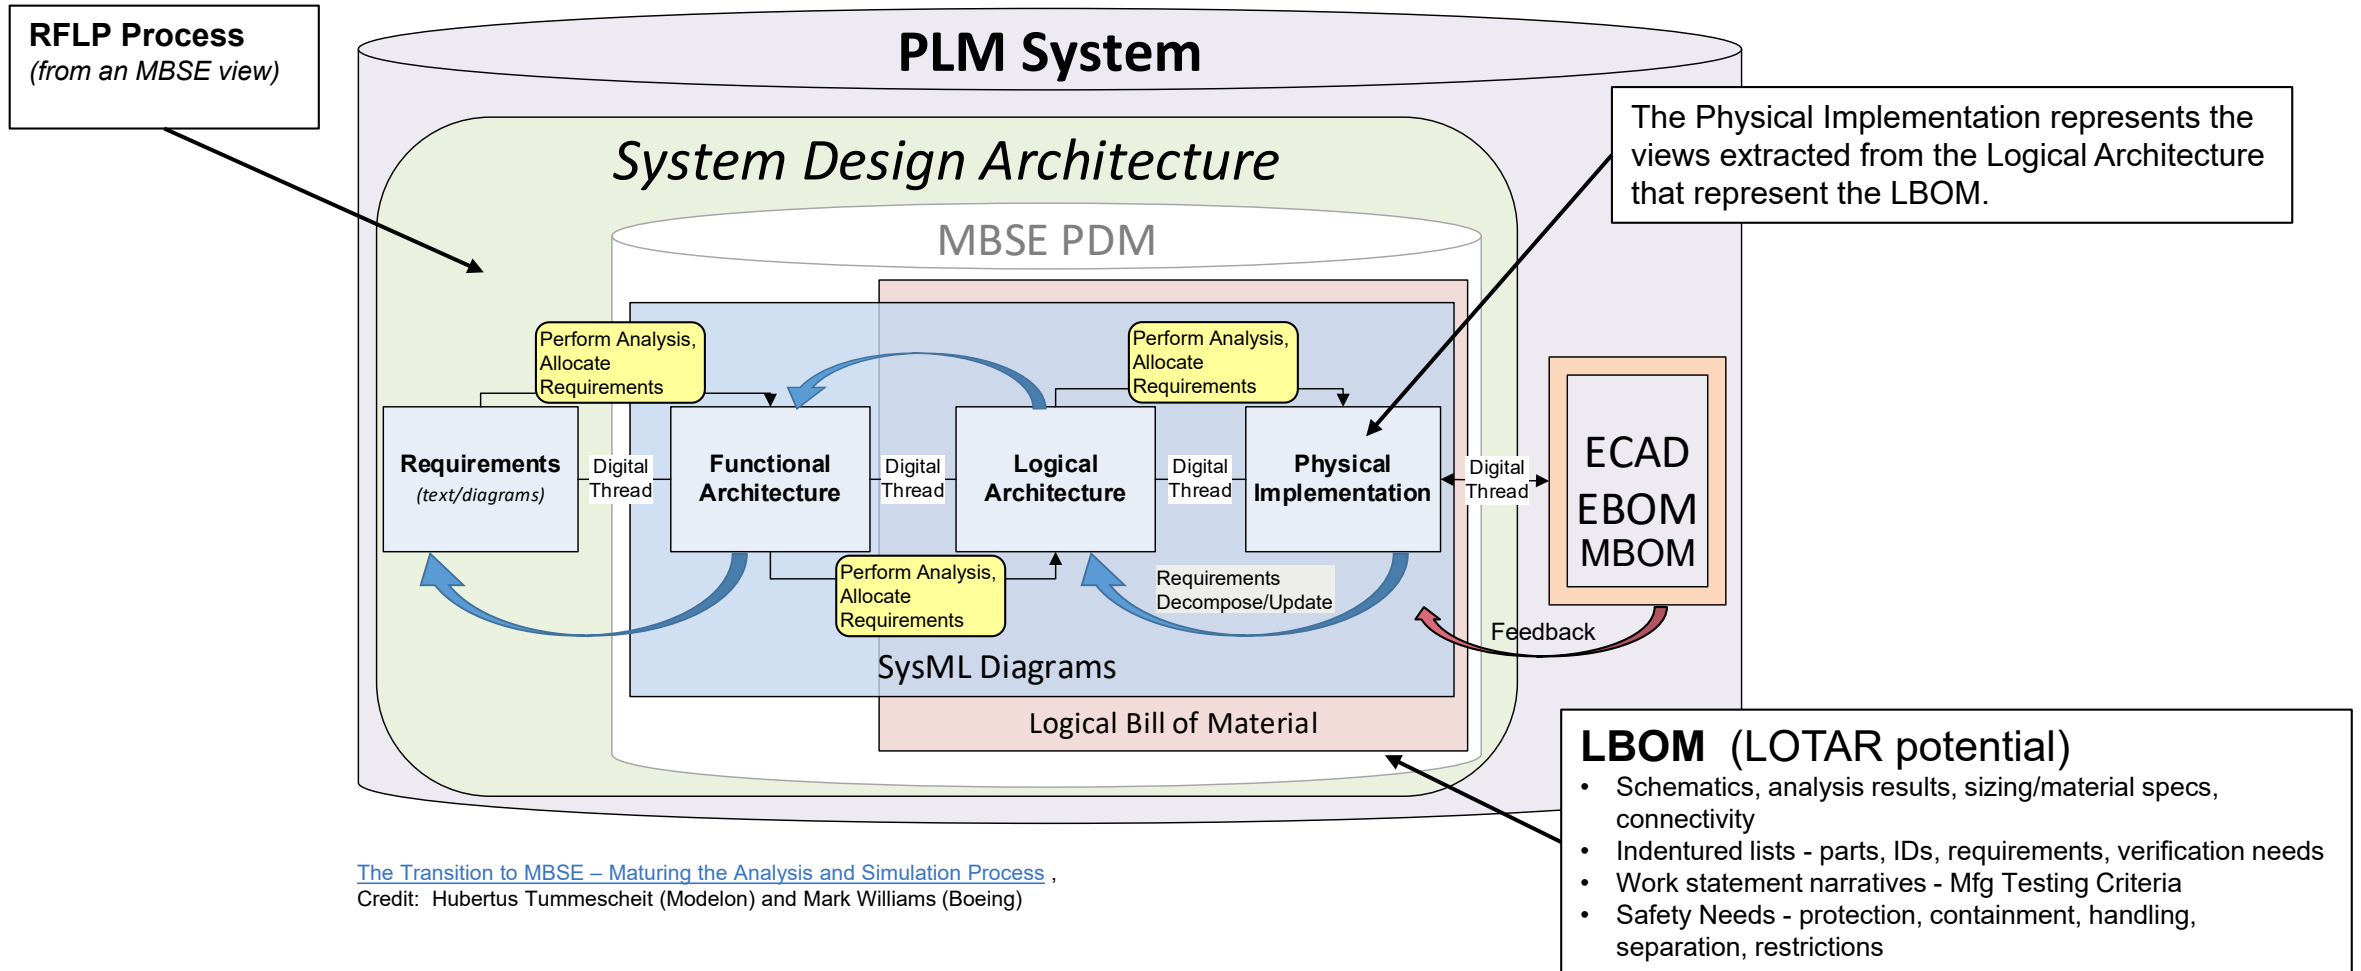 RFLP Process
(from an MBSE view)
PLM System
The Physical Implementation represents the
views extracted from the Logical Architecture
that represent the LBOM.
System Design Architecture
MBSE PDM
Perform Analysis,
Allocate
Requirements
Perform Analysis,
Allocate
Requirements
Requirements
(text/diagrams)
Digital
Thread
Functional
Architecture
Digital
Thread
Logical
Architecture
Digital
Thread
Physical
Implementation
Digital
Thread
ECAD
EBOM
MBOM
Perform Analysis,
Allocate
Requirements
Requirements
Decompose/Update
Feedback
SysML Diagrams
Logical Bill of Material
LBOM (LOTAR potential)
• Schematics, analysis results, sizing/material specs,
connectivity
• Indentured lists - parts, IDs, requirements, verification needs
• Work statement narratives - Mfg Testing Criteria
• Safety Needs - protection, containment, handling,
separation, restrictions
The Transition to MBSE – Maturing the Analysis and Simulation Process ,
Credit: Hubertus Tummescheit (Modelon) and Mark Williams (Boeing)